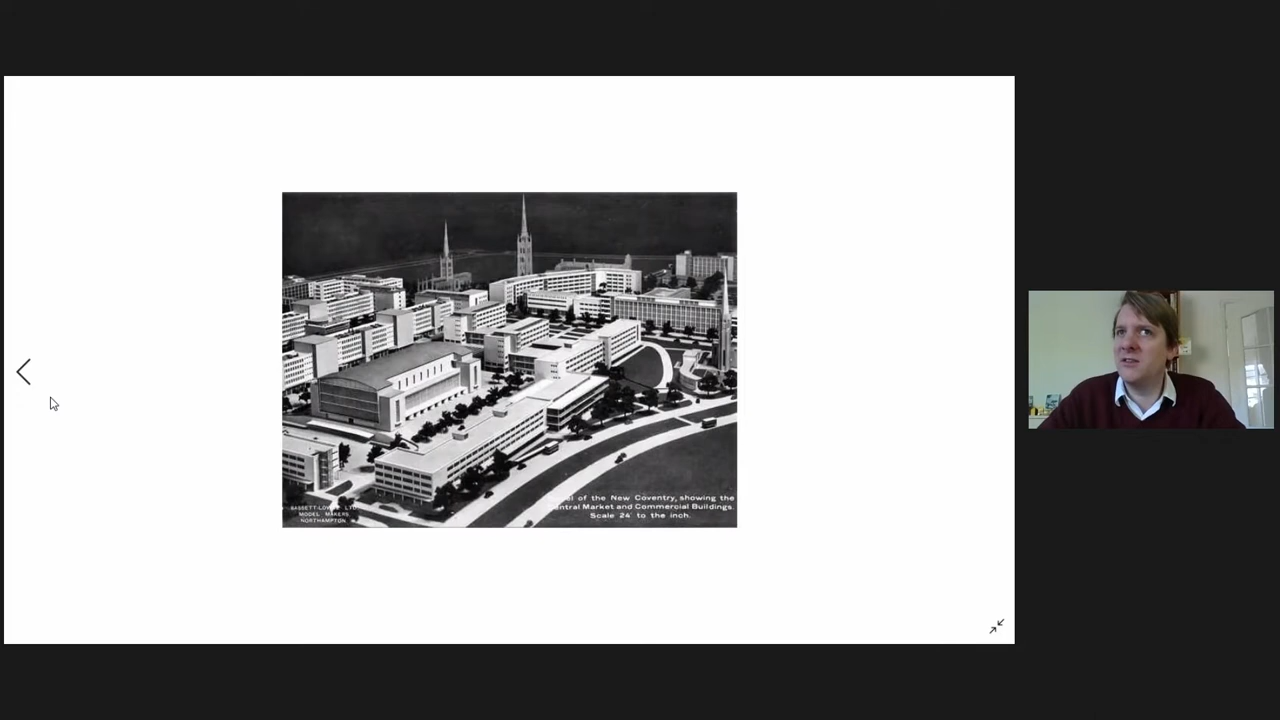 of the New Coventry, showing the
Central Market and Commercial Buildings.
Scale 24' to the inch.
BASSETT-LOWKE LTD.
MODEL MAKERS.
NORTHAMPTON